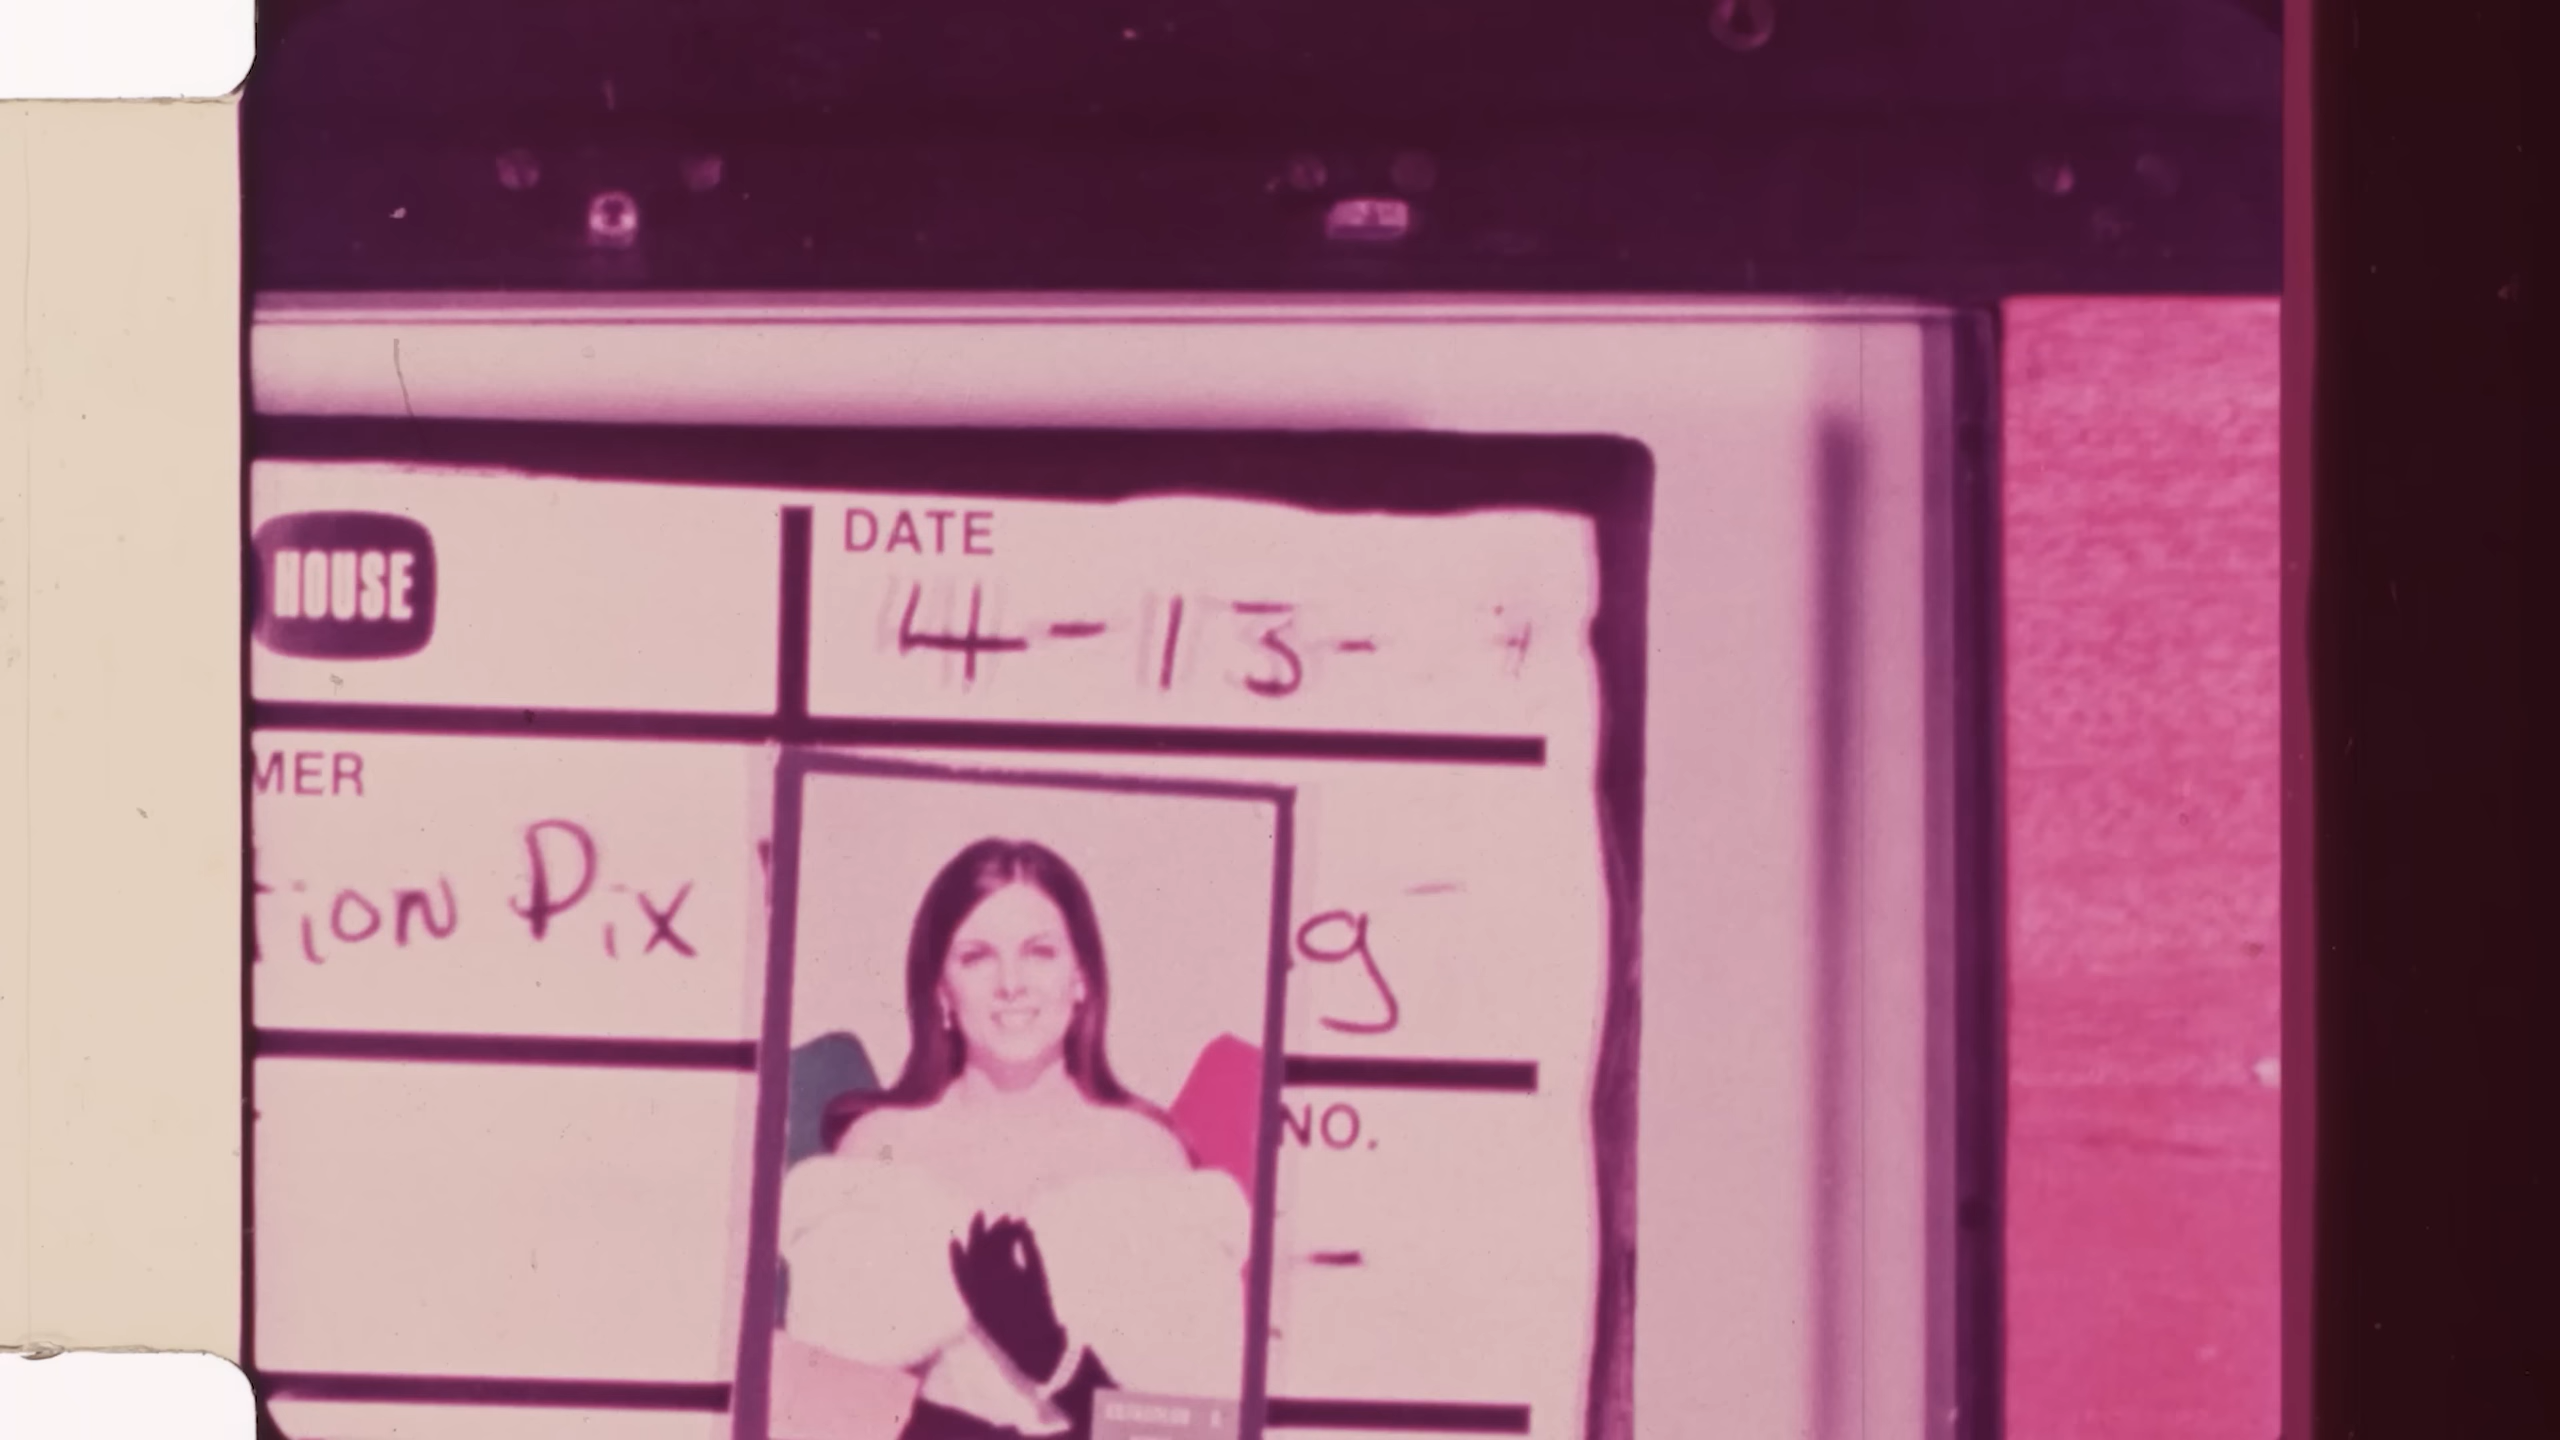 HOUSE
DATE
4-13-
MER
tion Pix
g
NO.
-